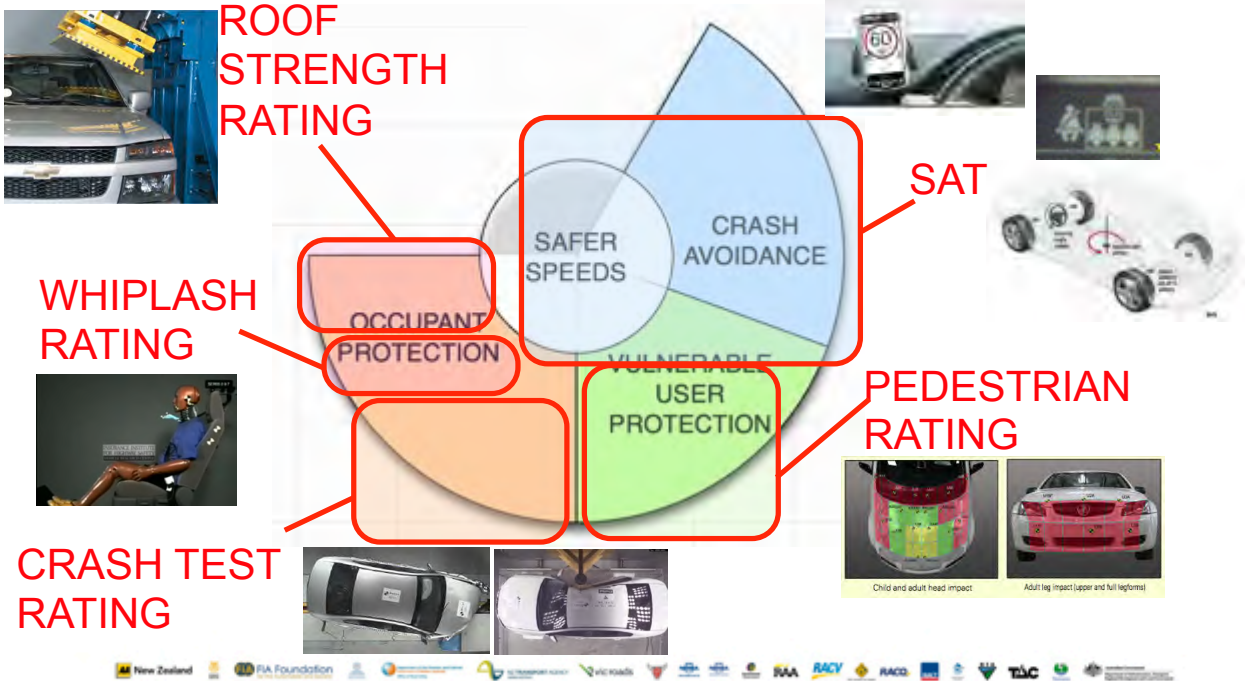 ROOF
STRENGTH
RATING
60
SAT
SAFER
SPEEDS
CRASH
AVOIDANCE
WHIPLASH
RATING
OCCUPANT
PROTECTION
VULNERABLE
USER
PROTECTION
PEDESTRIAN
RATING
CRASH TEST
RATING
Child and adult head impact
Adult leg impact (upper and full legforms)
New Zealand
FIA Foundation
vic roads
RAA
RACV
RACQ
TAC